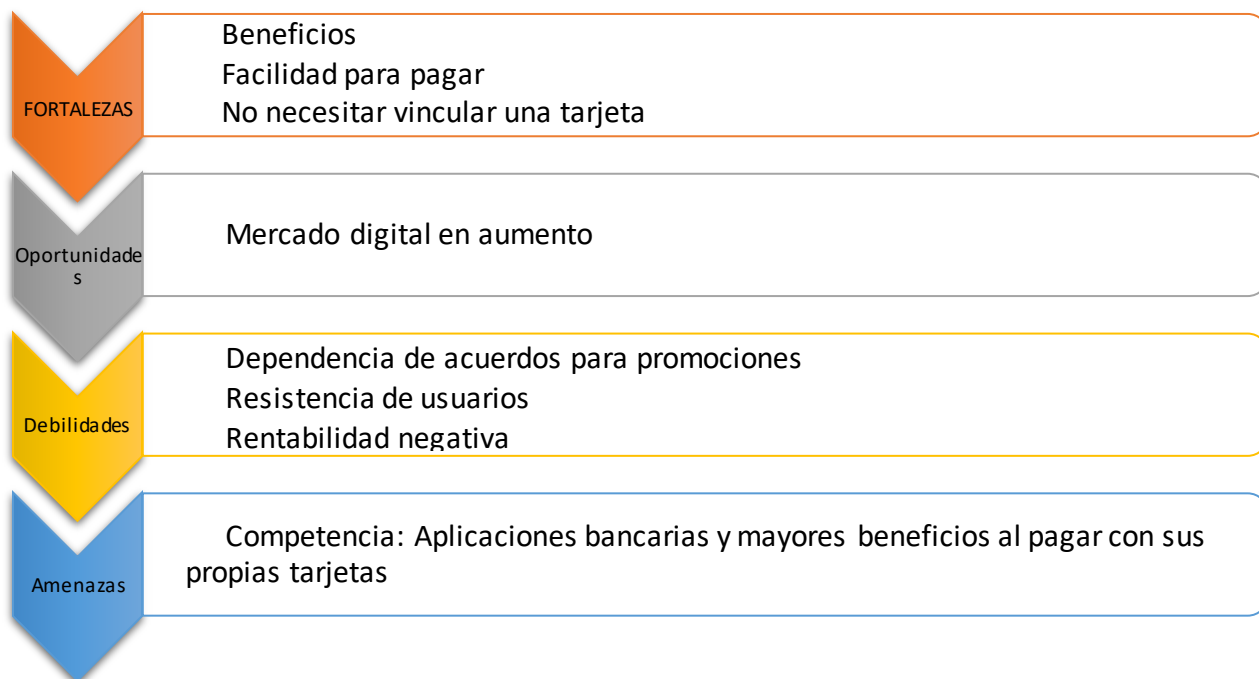 FORTALEZAS
Beneficios
Facilidad para pagar
No necesitar vincular una tarjeta
Oportunidade
s
Mercado digital en aumento
Debilidades
Dependencia de acuerdos para promociones
Resistencia de usuarios
Rentabilidad negativa
Amenazas
Competencia: Aplicaciones bancarias y mayores beneficios al pagar con sus
propias tarjetas